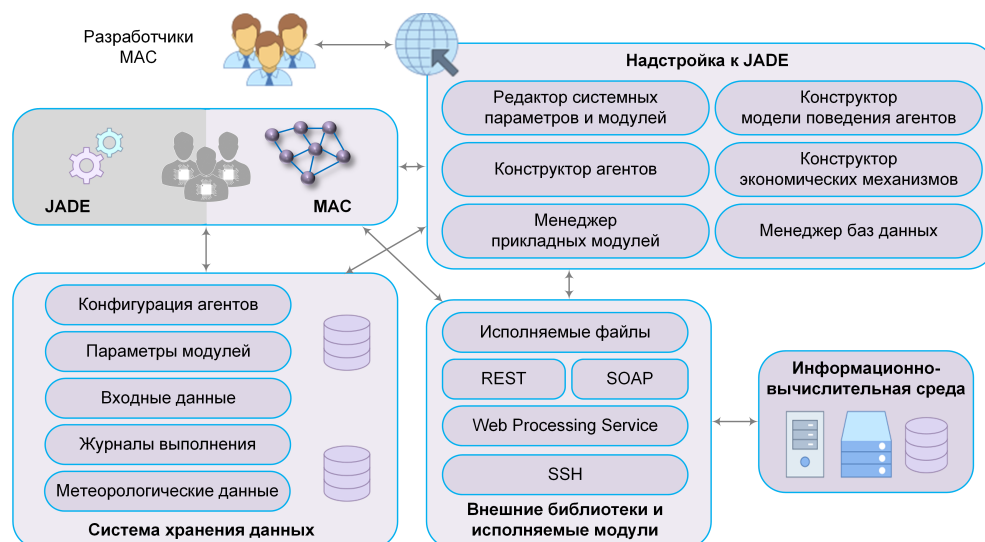 Разработчики
МАС
Надстройка к JADE
Редактор системных
параметров и модулей
Конструктор
модели поведения агентов
Конструктор агентов
Конструктор
экономических механизмов
Менеджер
прикладных модулей
Менеджер баз данных
JADE
МАС
Конфигурация агентов
Параметры модулей
Входные данные
Журналы выполнения
Метеорологические данные
Система хранения данных
Исполняемые файлы
REST
SOAP
Web Processing Service
SSH
Внешние библиотеки и
исполняемые модули
Информационно-
вычислительная среда